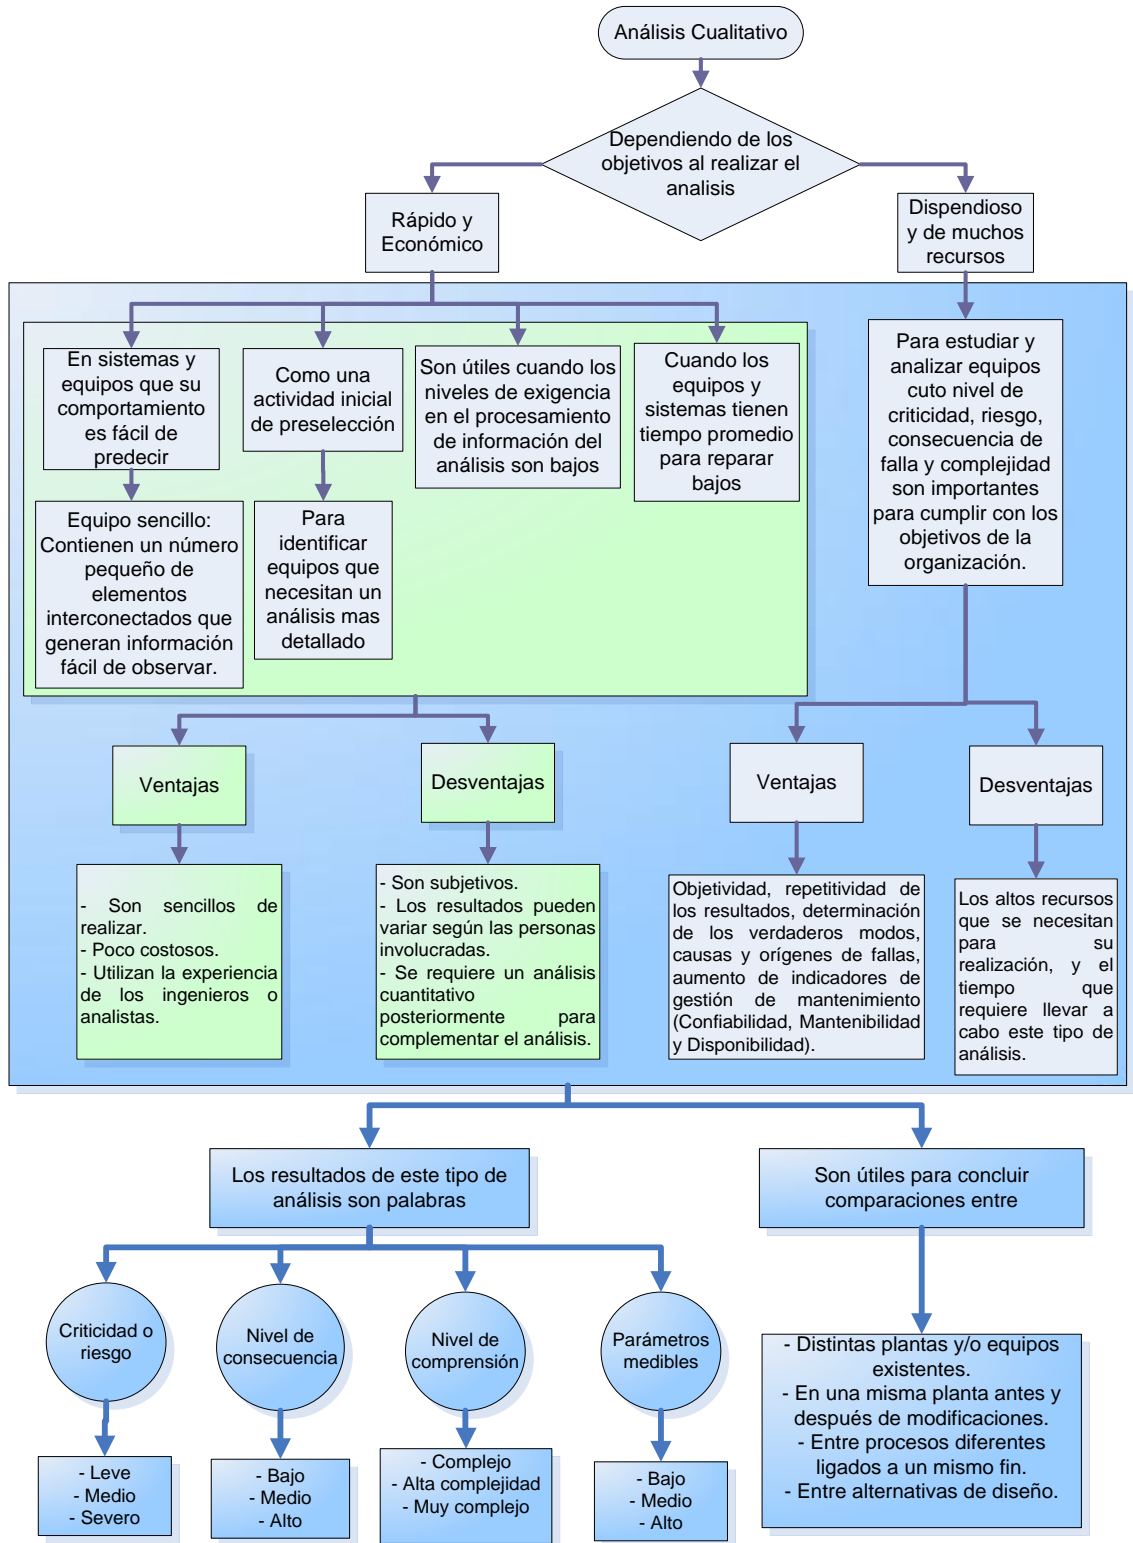 Análisis Cualitativo
Dependiendo de los
objetivos al realizar el
analisis
Rápido y
Económico
Dispendioso
y de muchos
recursos
En sistemas y
equipos que su
comportamiento
es fácil de
predecir
Como una
actividad inicial
de preselección
Son útiles cuando los
niveles de exigencia
en el procesamiento
de información del
análisis son bajos
Cuando los
equipos y
sistemas tienen
tiempo promedio
para reparar
bajos
Para estudiar y
analizar equipos
cuto nivel de
criticidad, riesgo,
consecuencia de
falla y complejidad
son importantes
para cumplir con los
objetivos de la
organización.
Equipo sencillo:
Contienen un número
pequeño de
elementos
interconectados que
generan información
fácil de observar.
Para
identificar
equipos que
necesitan un
análisis mas
detallado
Ventajas
Desventajas
Ventajas
Desventajas
- Son sencillos de
realizar.
- Poco costosos.
- Utilizan la experiencia
de los ingenieros o
analistas.
- Son subjetivos.
- Los resultados pueden
variar según las personas
involucradas.
- Se requiere un análisis
cuantitativo
posteriormente para
complementar el análisis.
Objetividad, repetitividad de
los resultados, determinación
de los verdaderos modos,
causas y orígenes de fallas,
aumento de indicadores de
gestión de mantenimiento
(Confiabilidad, Mantenibilidad
y Disponibilidad).
Los altos recursos
que se necesitan
para su
realización, y el
tiempo que
requiere llevar a
cabo este tipo de
análisis.
Los resultados de este tipo de
análisis son palabras
Son útiles para concluir
comparaciones entre
Criticidad o
riesgo
Nivel de
consecuencia
Nivel de
comprensión
Parámetros
medibles
- Leve
- Medio
- Severo
- Bajo
- Medio
- Alto
- Complejo
- Alta complejidad
- Muy complejo
- Bajo
- Medio
- Alto
- Distintas plantas y/o equipos
existentes.
- En una misma planta antes y
después de modificaciones.
- Entre procesos diferentes
ligados a un mismo fin.
- Entre alternativas de diseño.